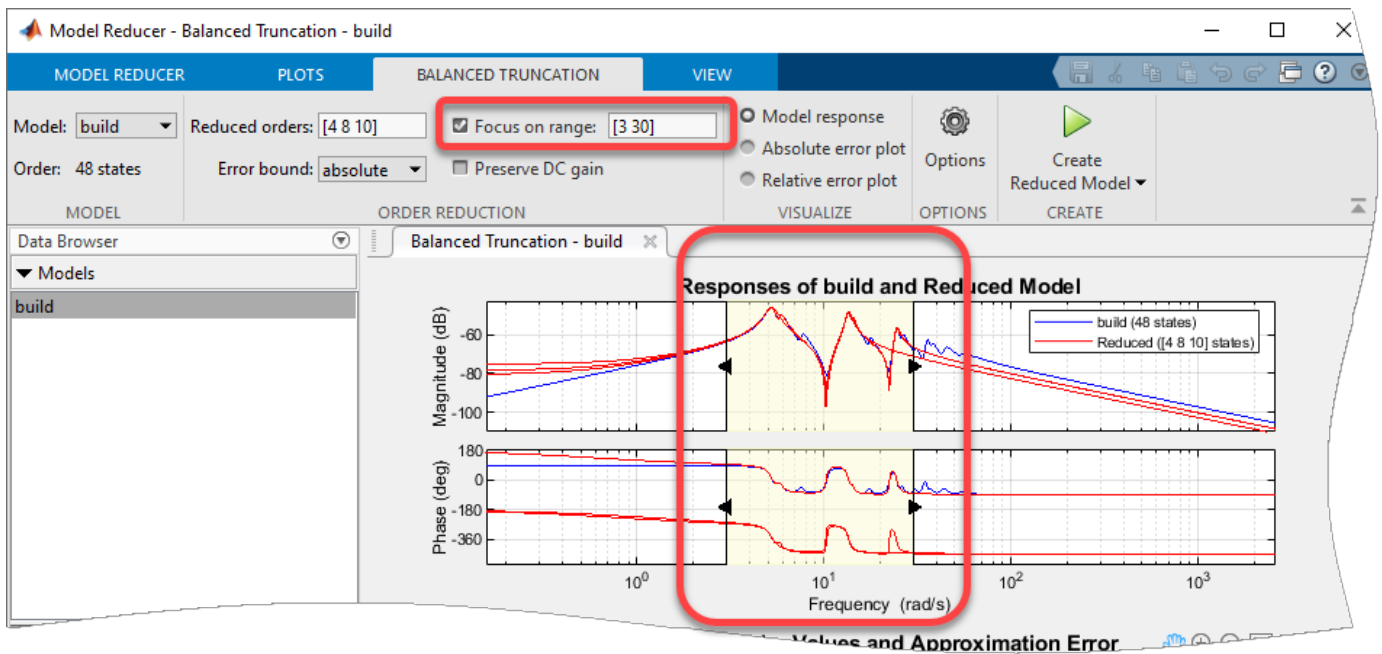 Model Reducer - Balanced Truncation - build
MODEL REDUCER PLOTS BALANCED TRUNCATION VIEW
Model: build Reduced orders: [4 8 10] Focus on range: [3 30] Model response
Absolute error plot
Order: 48 states Error bound: absolute Preserve DC gain Relative error plot
Options
Create
Reduced Model
MODEL ORDER REDUCTION VISUALIZE OPTIONS CREATE
Data Browser
Models
build
Balanced Truncation - build
Responses of build and Reduced Model
Magnitude (dB)
-60
-80
-100
build (48 states)
Reduced ([4 8 10] states)
Phase (deg)
180
0
-180
-360
10^0 10^1 10^2 10^3
Frequency (rad/s)
Values and Approximation Error